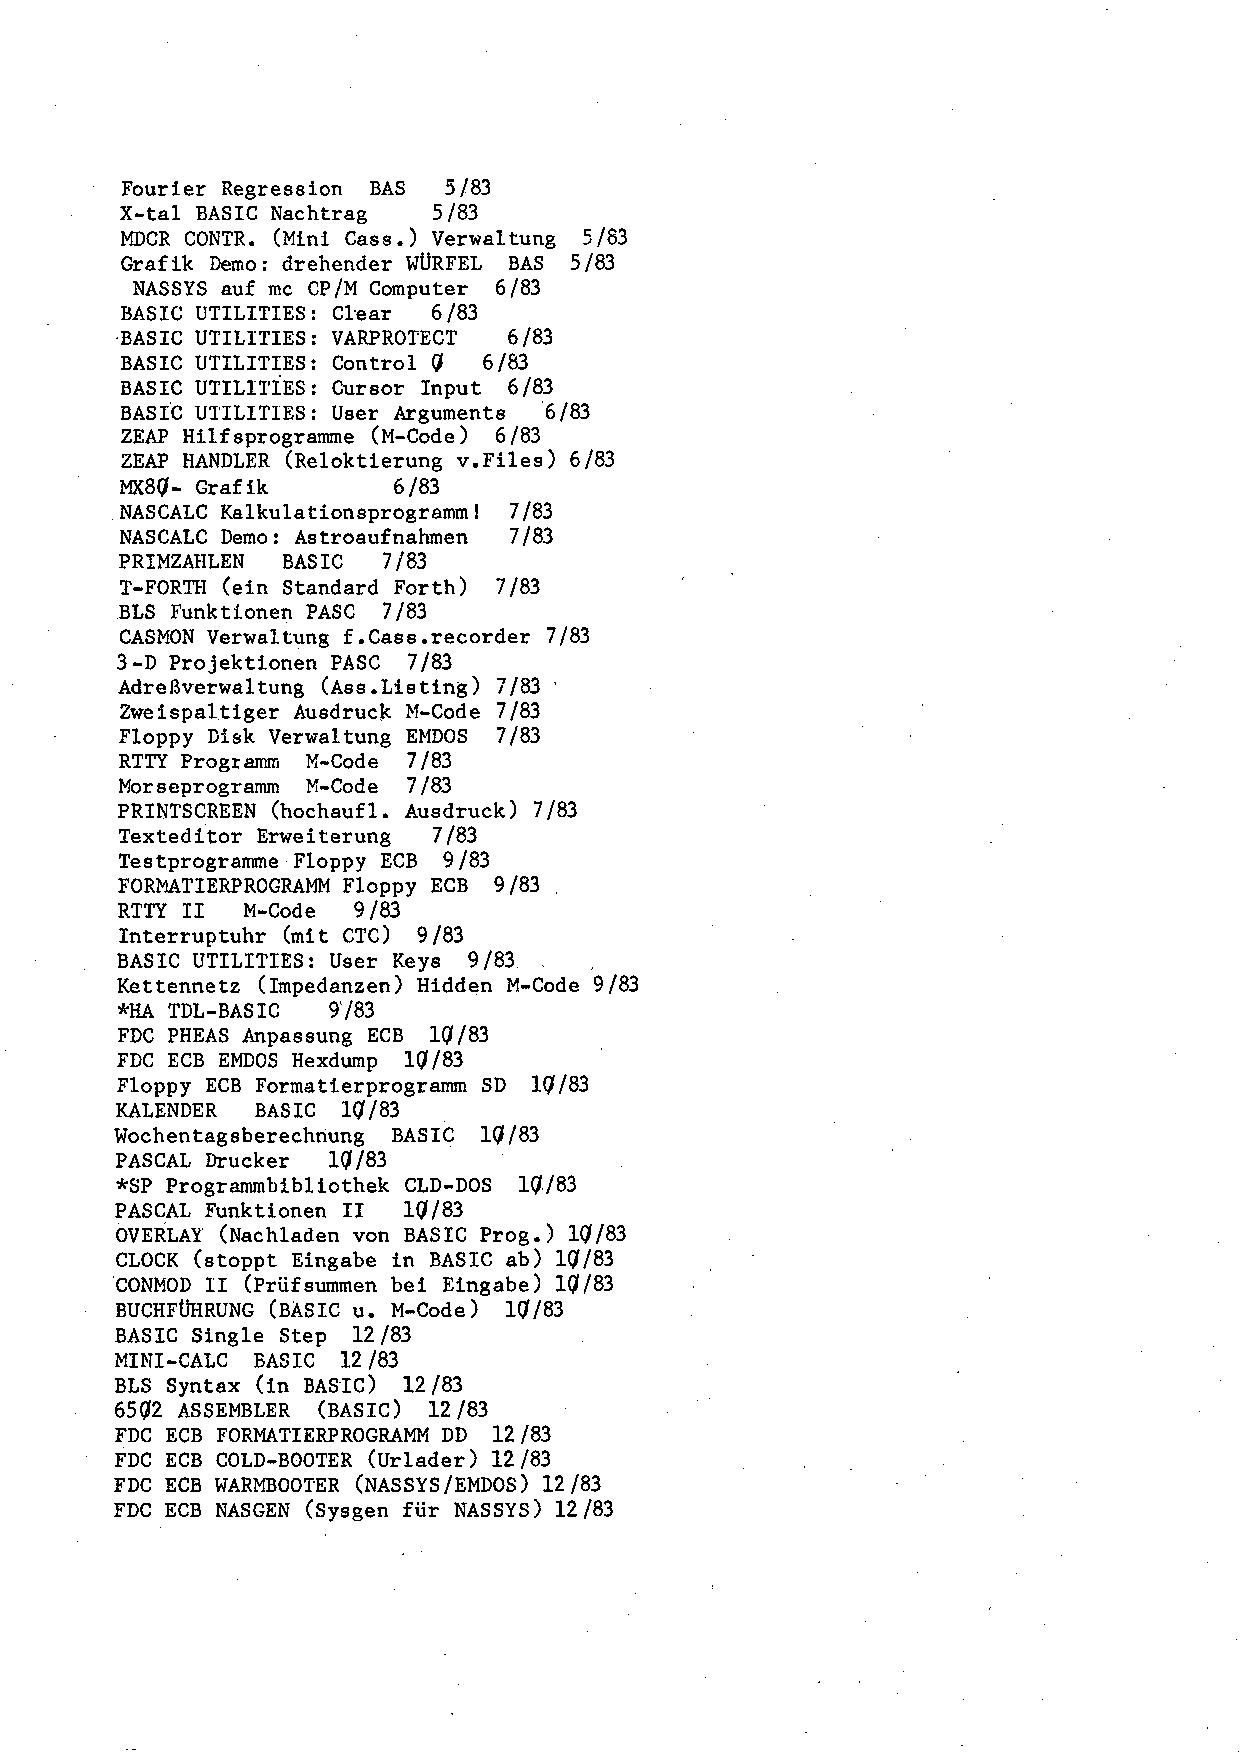 Fourier Regression  BAS   5/83
X-tal BASIC Nachtrag     5/83
MDCR CONTR. (Mini Cass.) Verwaltung  5/83
Grafik Demo: drehender WÜRFEL  BAS  5/83
NASSYS auf mc CP/M Computer  6/83
BASIC UTILITIES: Clear   6/83
BASIC UTILITIES: VARPROTECT    6/83
BASIC UTILITIES: Control Ø   6/83
BASIC UTILITIES: Cursor Input  6/83
BASIC UTILITIES: User Arguments   6/83
ZEAP Hilfsprogramme (M-Code)  6/83
ZEAP HANDLER (Reloktierung v.Files) 6/83
MX8Ø- Grafik          6/83
NASCALC Kalkulationsprogramm!  7/83
NASCALC Demo: Astroaufnahmen   7/83
PRIMZAHLEN   BASIC   7/83
T-FORTH (ein Standard Forth)  7/83
BLS Funktionen PASC  7/83
CASMON Verwaltung f.Cass.recorder 7/83
3-D Projektionen PASC  7/83
Adreßverwaltung (Ass.Listing) 7/83
Zweispaltiger Ausdruck M-Code 7/83
Floppy Disk Verwaltung EMDOS  7/83
RTTY Programm  M-Code  7/83
Morseprogramm  M-Code  7/83
PRINTSCREEN (hochaufl. Ausdruck) 7/83
Texteditor Erweiterung   7/83
Testprogramme Floppy ECB  9/83
FORMATIERPROGRAMM Floppy ECB  9/83
RTTY II   M-Code   9/83
Interruptuhr (mit CTC)  9/83
BASIC UTILITIES: User Keys  9/83
Kettennetz (Impedanzen) Hidden M-Code 9/83
*HA TDL-BASIC    9/83
FDC PHEAS Anpassung ECB  1Ø/83
FDC ECB EMDOS Hexdump  1Ø/83
Floppy ECB Formatierprogramm SD  1Ø/83
KALENDER   BASIC  1Ø/83
Wochentagsberechnung  BASIC  1Ø/83
PASCAL Drucker   1Ø/83
*SP Programmbibliothek CLD-DOS  1Ø/83
PASCAL Funktionen II   1Ø/83
OVERLAY (Nachladen von BASIC Prog.) 1Ø/83
CLOCK (stoppt Eingabe in BASIC ab) 1Ø/83
CONMOD II (Prüfsummen bei Eingabe) 1Ø/83
BUCHFÜHRUNG (BASIC u. M-Code)  1Ø/83
BASIC Single Step  12/83
MINI-CALC  BASIC  12/83
BLS Syntax (in BASIC)  12/83
65Ø2 ASSEMBLER  (BASIC)  12/83
FDC ECB FORMATIERPROGRAMM DD  12/83
FDC ECB COLD-BOOTER (Urlader) 12/83
FDC ECB WARMBOOTER (NASSYS/EMDOS) 12/83
FDC ECB NASGEN (Sysgen für NASSYS) 12/83